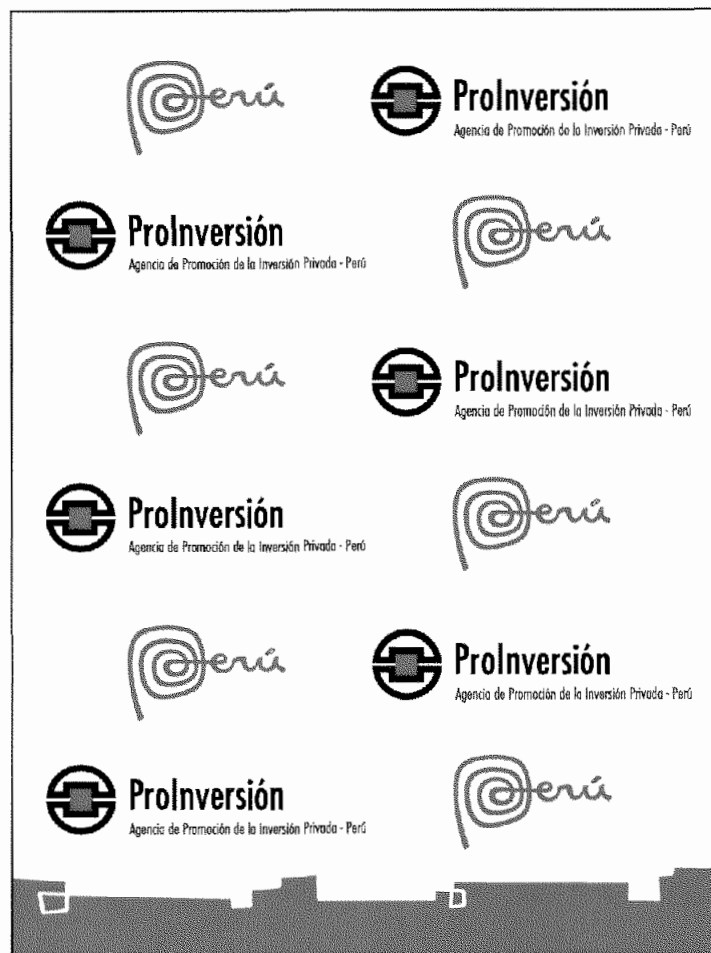 Perú
ProInversión
Agencia de Promoción de la Inversión Privada - Perú
ProInversión
Agencia de Promoción de la Inversión Privada - Perú
Perú
Perú
ProInversión
Agencia de Promoción de la Inversión Privada - Perú
ProInversión
Agencia de Promoción de la Inversión Privada - Perú
Perú
Perú
ProInversión
Agencia de Promoción de la Inversión Privada - Perú
ProInversión
Agencia de Promoción de la Inversión Privada - Perú
Perú